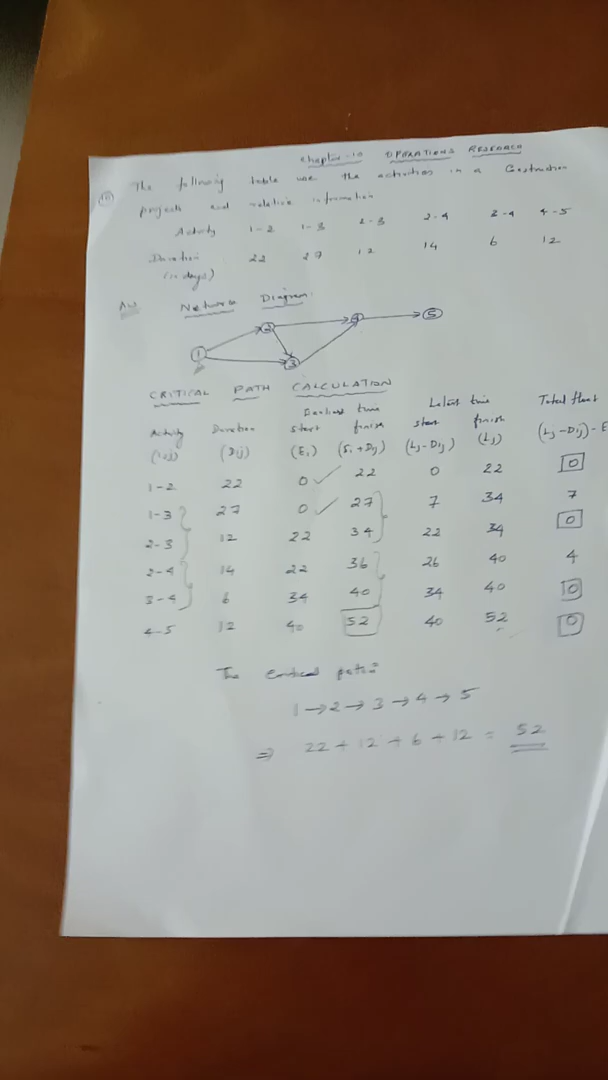 Chapter-10 OPERATIONS RESEARCH
(10) The following table use the activities in a Construction
project and relative information
Activity 1-2 1-3 2-3 2-4 3-4 4-5
Duration 22 27 12 14 6 12
(in days)
Ans Network Diagram:
1 2 3 4 5
CRITICAL PATH CALCULATION
Earliest time Latest time Total float
Activity Duration start finish start finish (Lj-Dij)-E
(i-j) (Dij) (Ei) (Ei+Dij) (Lj-Dij) (Lj)
1-2 22 0 ✓ 22 0 22 0
1-3 27 0 ✓ 27 7 34 7
2-3 12 22 34 22 34 0
2-4 14 22 36 26 40 4
3-4 6 34 40 34 40 0
4-5 12 40 52 40 52 0
The critical path:
1→2→3→4→5
⇒ 22+12+6+12 = 52